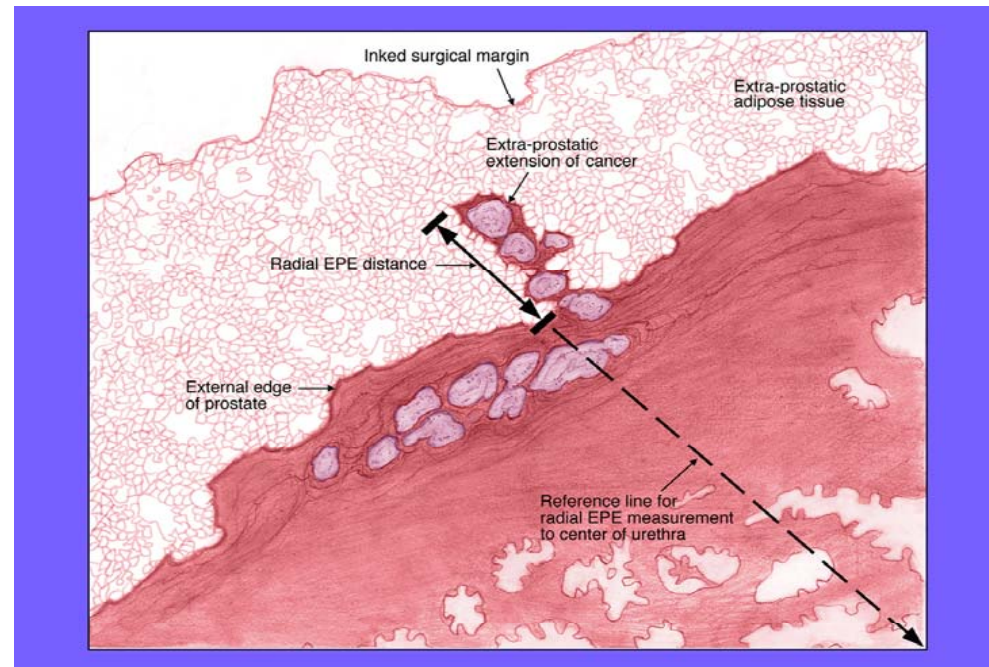 Inked surgical margin
Extra-prostatic
adipose tissue
Extra-prostatic
extension of cancer
Radial EPE distance
External edge
of prostate
Reference line for
radial EPE measurement
to center of urethra